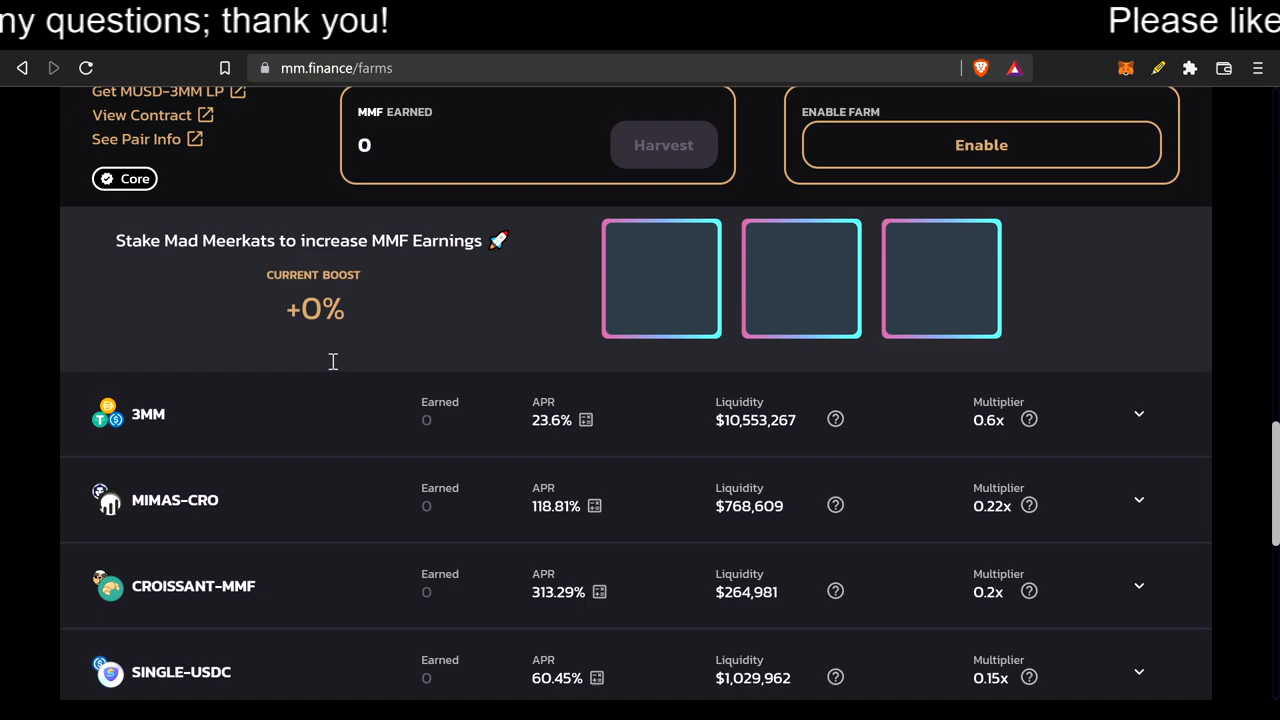 ny questions; thank you!
Please like
mm.finance/farms
Get MUSD-3MM LP
View Contract
See Pair Info
Core
MMF EARNED
0
Harvest
ENABLE FARM
Enable
Stake Mad Meerkats to increase MMF Earnings 🚀
CURRENT BOOST
+0%
3MM
Earned
0
APR
23.6%
Liquidity
$10,553,267
Multiplier
0.6x
MIMAS-CRO
Earned
0
APR
118.81%
Liquidity
$768,609
Multiplier
0.22x
CROISSANT-MMF
Earned
0
APR
313.29%
Liquidity
$264,981
Multiplier
0.2x
SINGLE-USDC
Earned
0
APR
60.45%
Liquidity
$1,029,962
Multiplier
0.15x